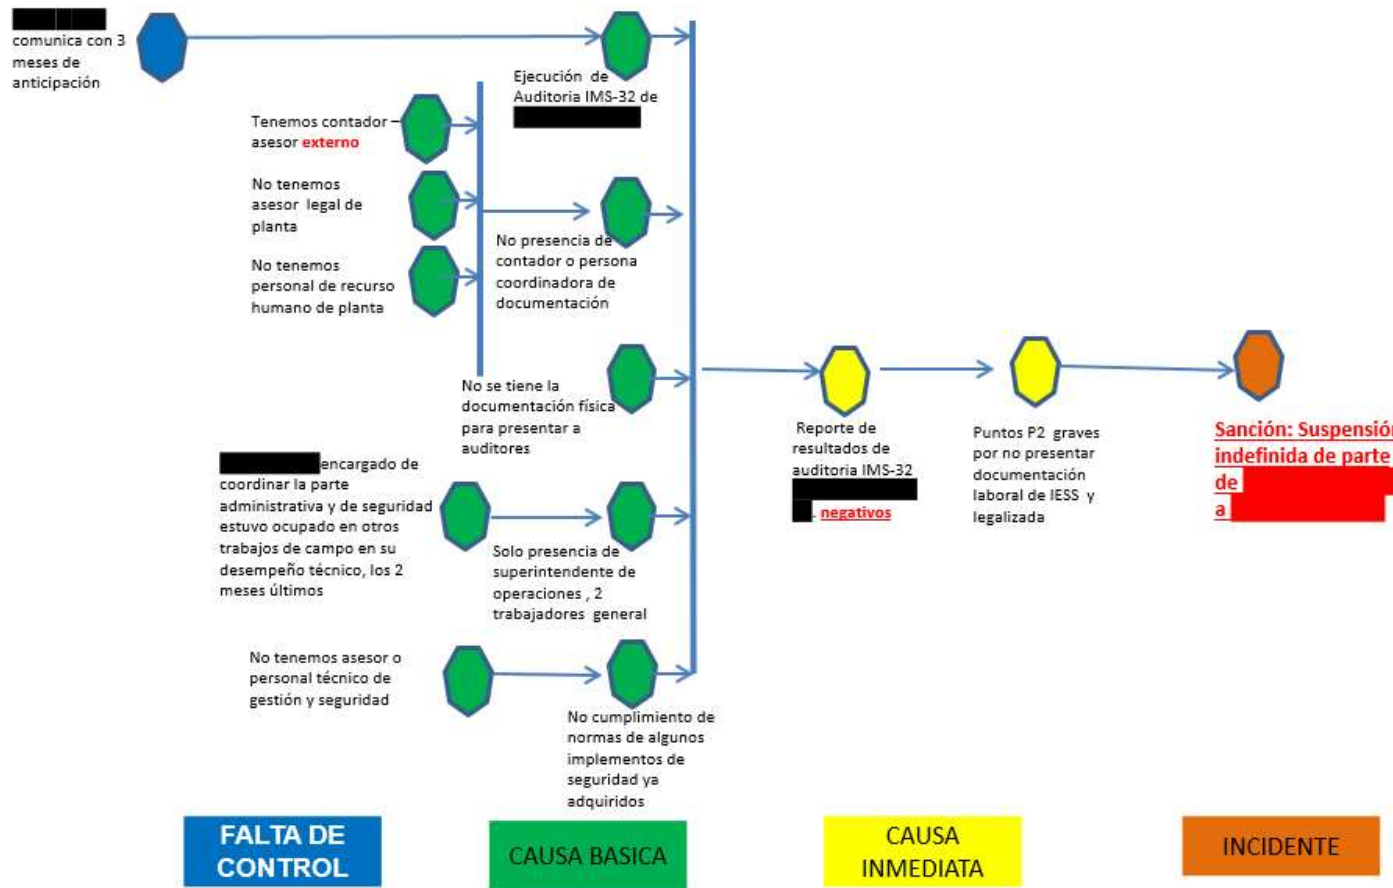 comunica con 3
meses de
anticipación
Ejecución de
Auditoria IMS-32 de
Tenemos contador –
asesor externo
No tenemos
asesor legal de
planta
No tenemos
personal de recurso
humano de planta
No presencia de
contador o persona
coordinadora de
documentación
No se tiene la
documentación física
para presentar a
auditores
encargado de
coordinar la parte
administrativa y de seguridad
estuvo ocupado en otros
trabajos de campo en su
desempeño técnico, los 2
meses últimos
Solo presencia de
superintendente de
operaciones , 2
trabajadores general
No tenemos asesor o
personal técnico de
gestión y seguridad
No cumplimiento de
normas de algunos
implementos de
seguridad ya
adquiridos
Reporte de
resultados de
auditoria IMS-32
. negativos
Puntos P2 graves
por no presentar
documentación
laboral de IESS y
legalizada
Sanción: Suspensión
indefinida de parte
de
a
FALTA DE
CONTROL
CAUSA BASICA
CAUSA
INMEDIATA
INCIDENTE